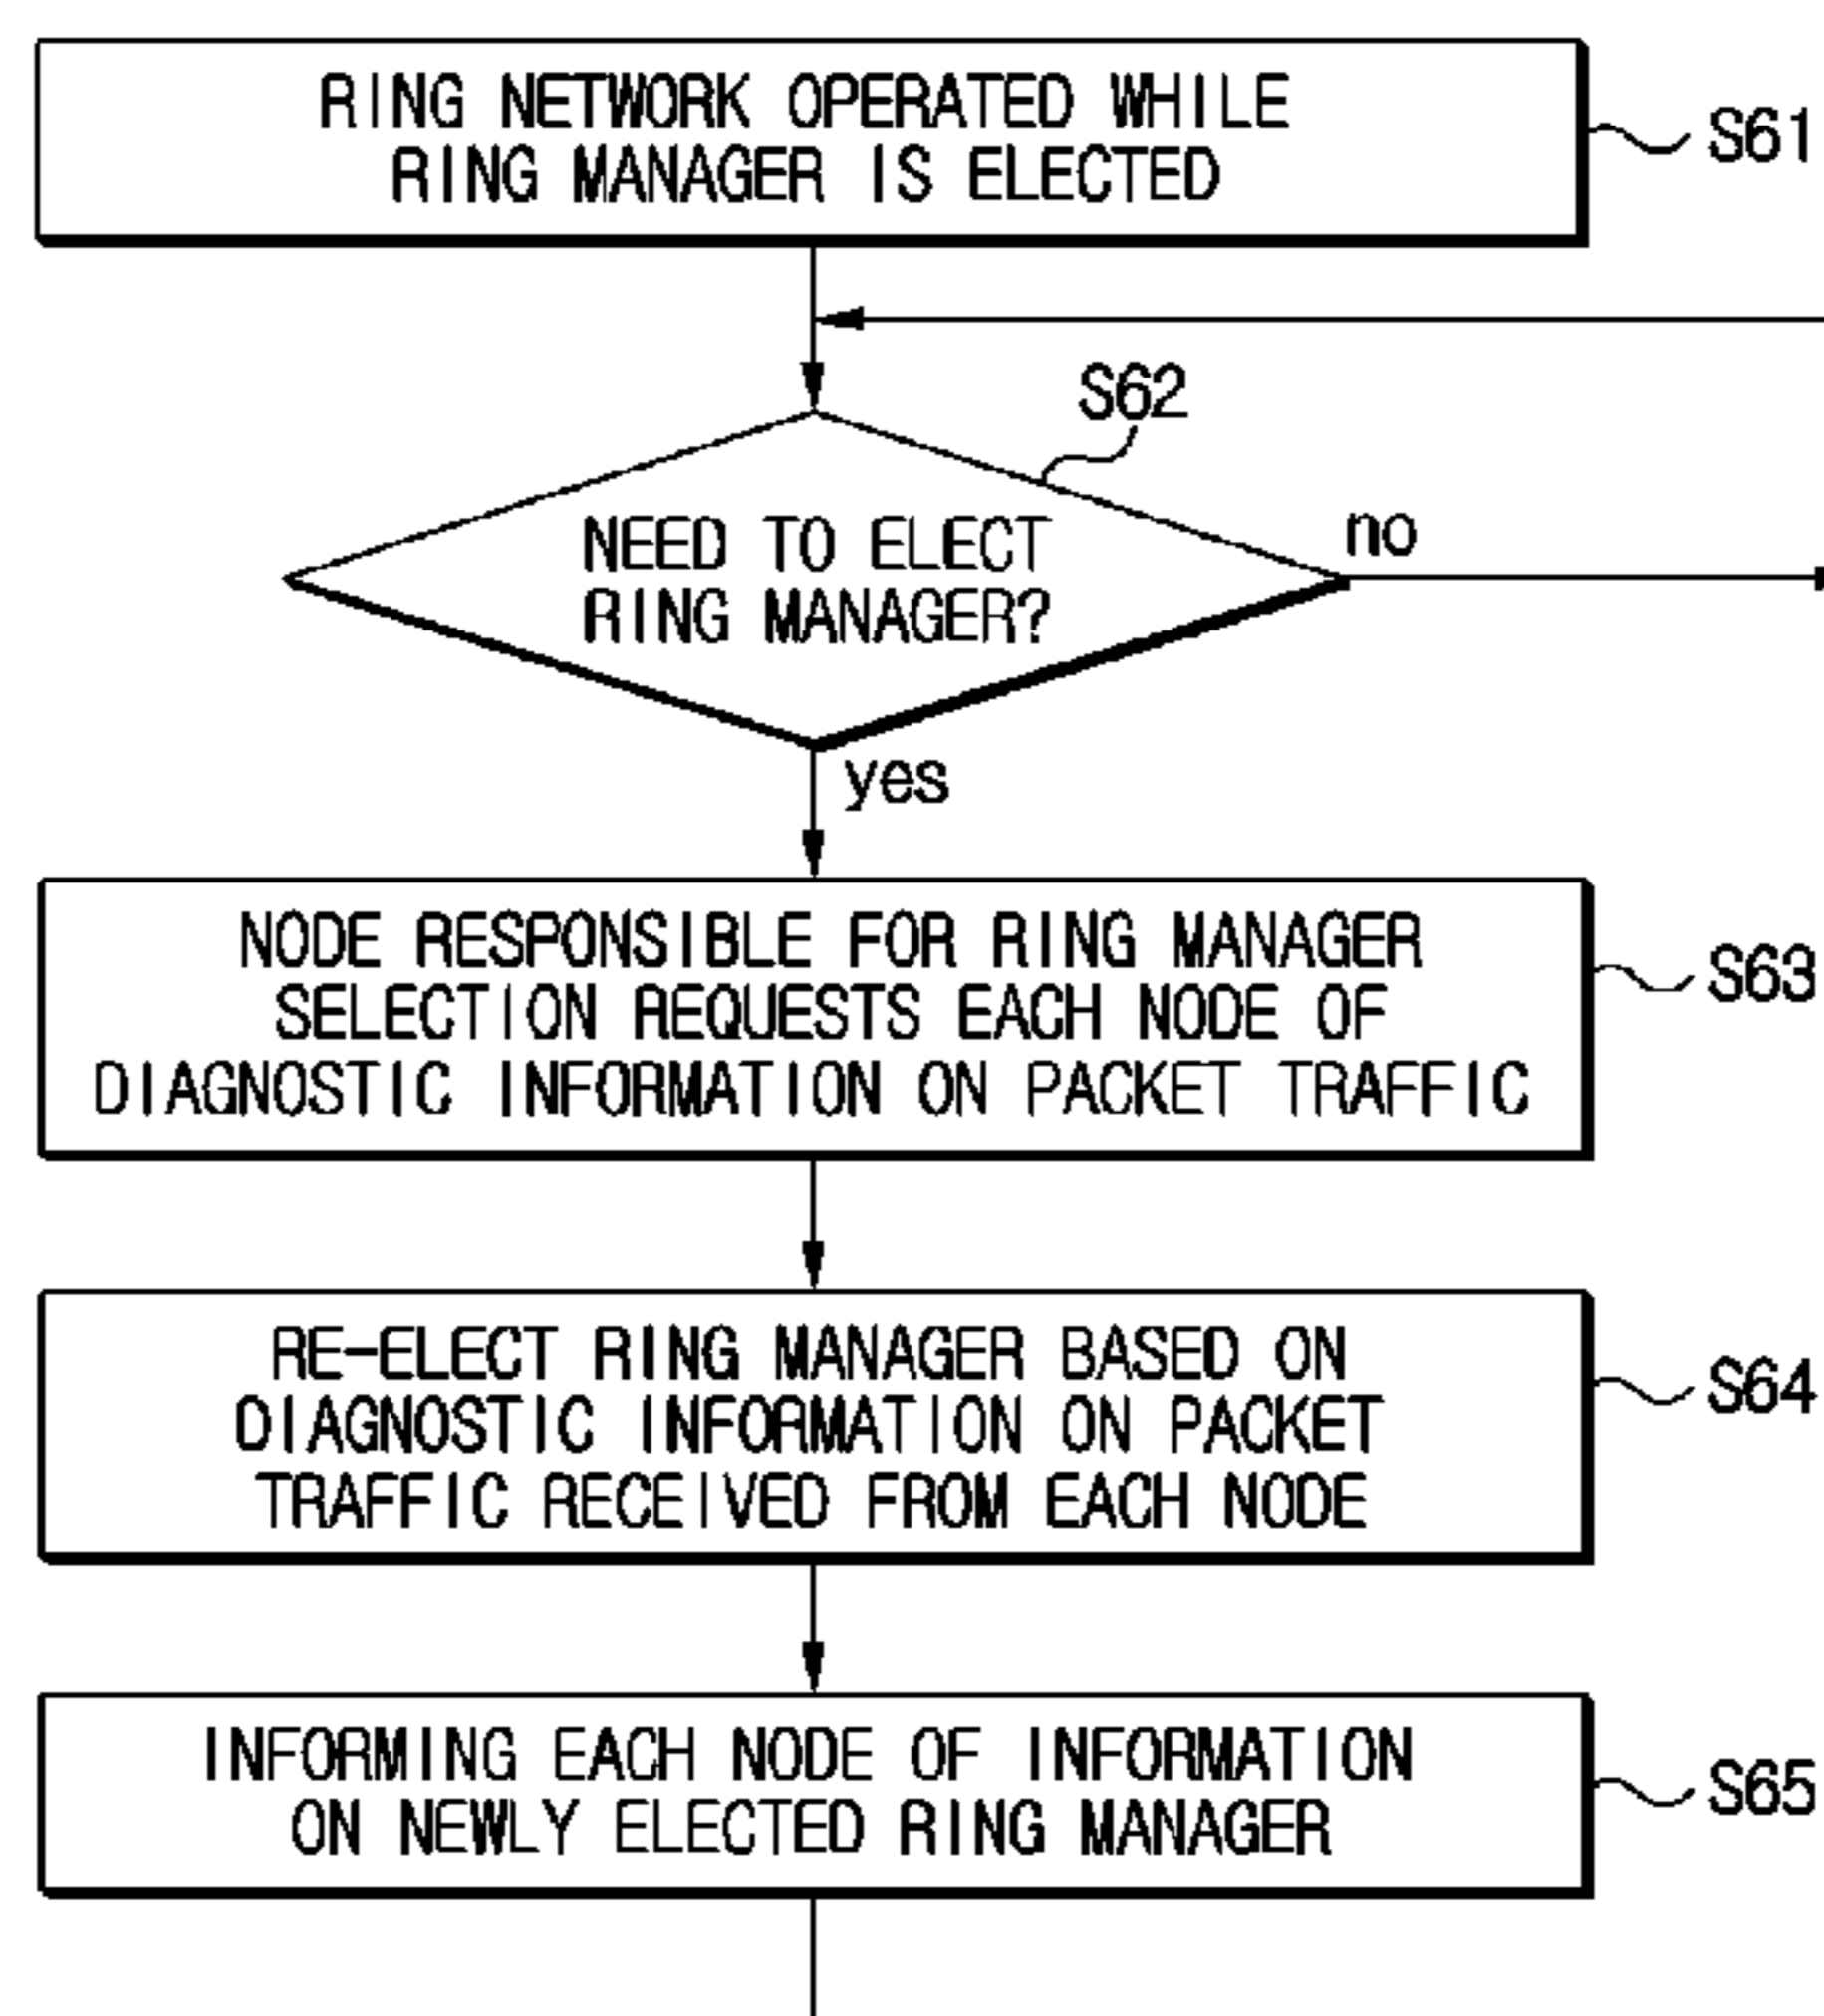 RING NETWORK OPERATED WHILE
RING MANAGER IS ELECTED
S61
S62
NEED TO ELECT
RING MANAGER?
no
yes
NODE RESPONSIBLE FOR RING MANAGER
SELECTION REQUESTS EACH NODE OF
DIAGNOSTIC INFORMATION ON PACKET TRAFFIC
S63
RE-ELECT RING MANAGER BASED ON
DIAGNOSTIC INFORMATION ON PACKET
TRAFFIC RECEIVED FROM EACH NODE
S64
INFORMING EACH NODE OF INFORMATION
ON NEWLY ELECTED RING MANAGER
S65